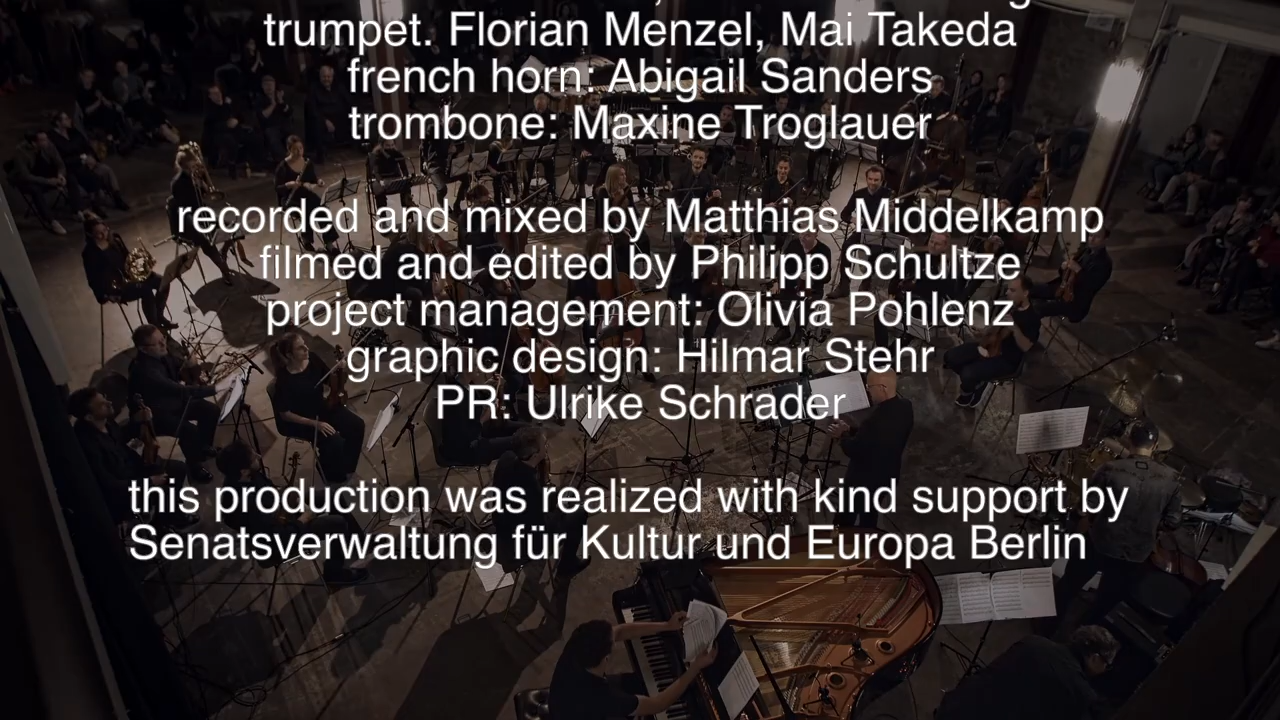 trumpet. Florian Menzel, Mai Takeda
french horn: Abigail Sanders
trombone: Maxine Troglauer
recorded and mixed by Matthias Middelkamp
filmed and edited by Philipp Schultze
project management: Olivia Pohlenz
graphic design: Hilmar Stehr
PR: Ulrike Schrader
this production was realized with kind support by
Senatsverwaltung für Kultur und Europa Berlin